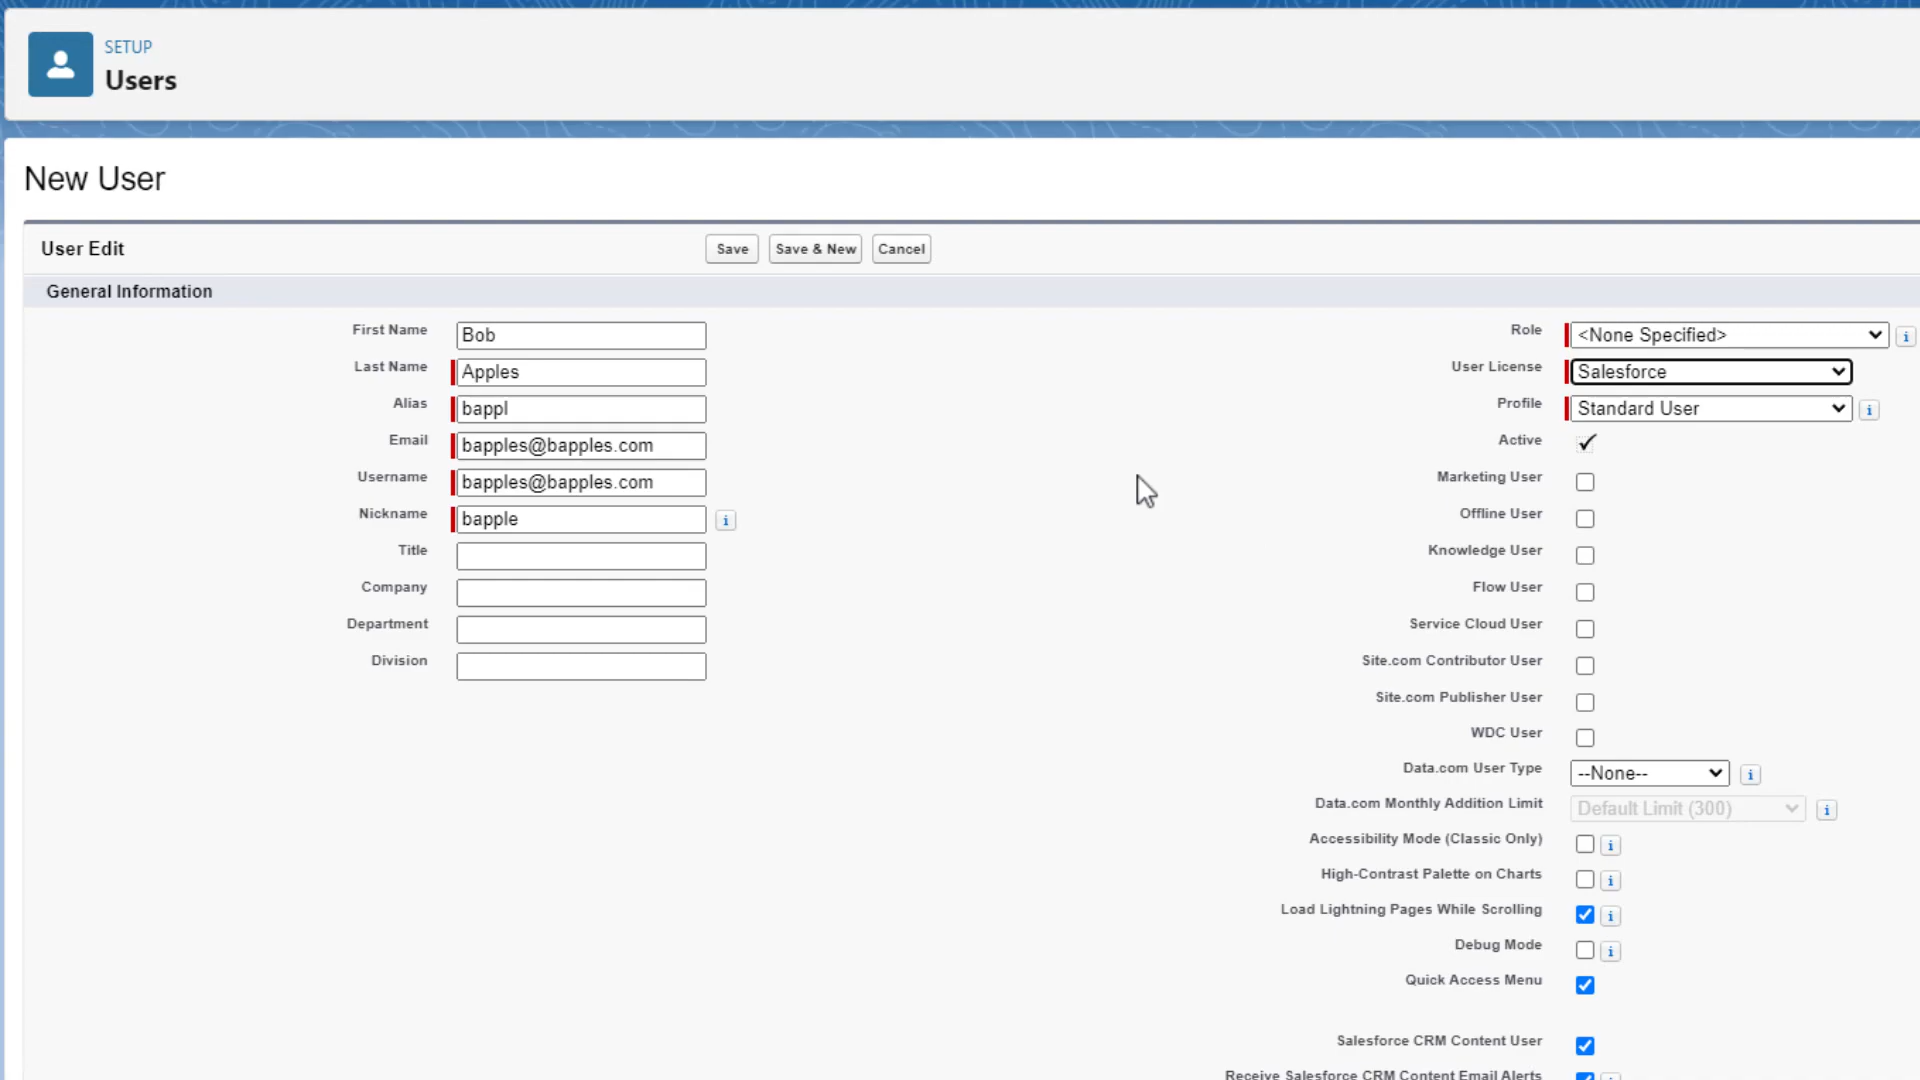 SETUP
Users
New User
User Edit
Save
Save & New
Cancel
General Information
First Name
Bob
Last Name
Apples
Alias
bappl
Email
bapples@bapples.com
Username
bapples@bapples.com
Nickname
bapple
i
Title
Company
Department
Division
Role
<None Specified>
i
User License
Salesforce
Profile
Standard User
i
Active
Marketing User
Offline User
Knowledge User
Flow User
Service Cloud User
Site.com Contributor User
Site.com Publisher User
WDC User
Data.com User Type
--None--
i
Data.com Monthly Addition Limit
Default Limit (300)
i
Accessibility Mode (Classic Only)
i
High-Contrast Palette on Charts
i
Load Lightning Pages While Scrolling
i
Debug Mode
i
Quick Access Menu
Salesforce CRM Content User
Receive Salesforce CRM Content Email Alerts